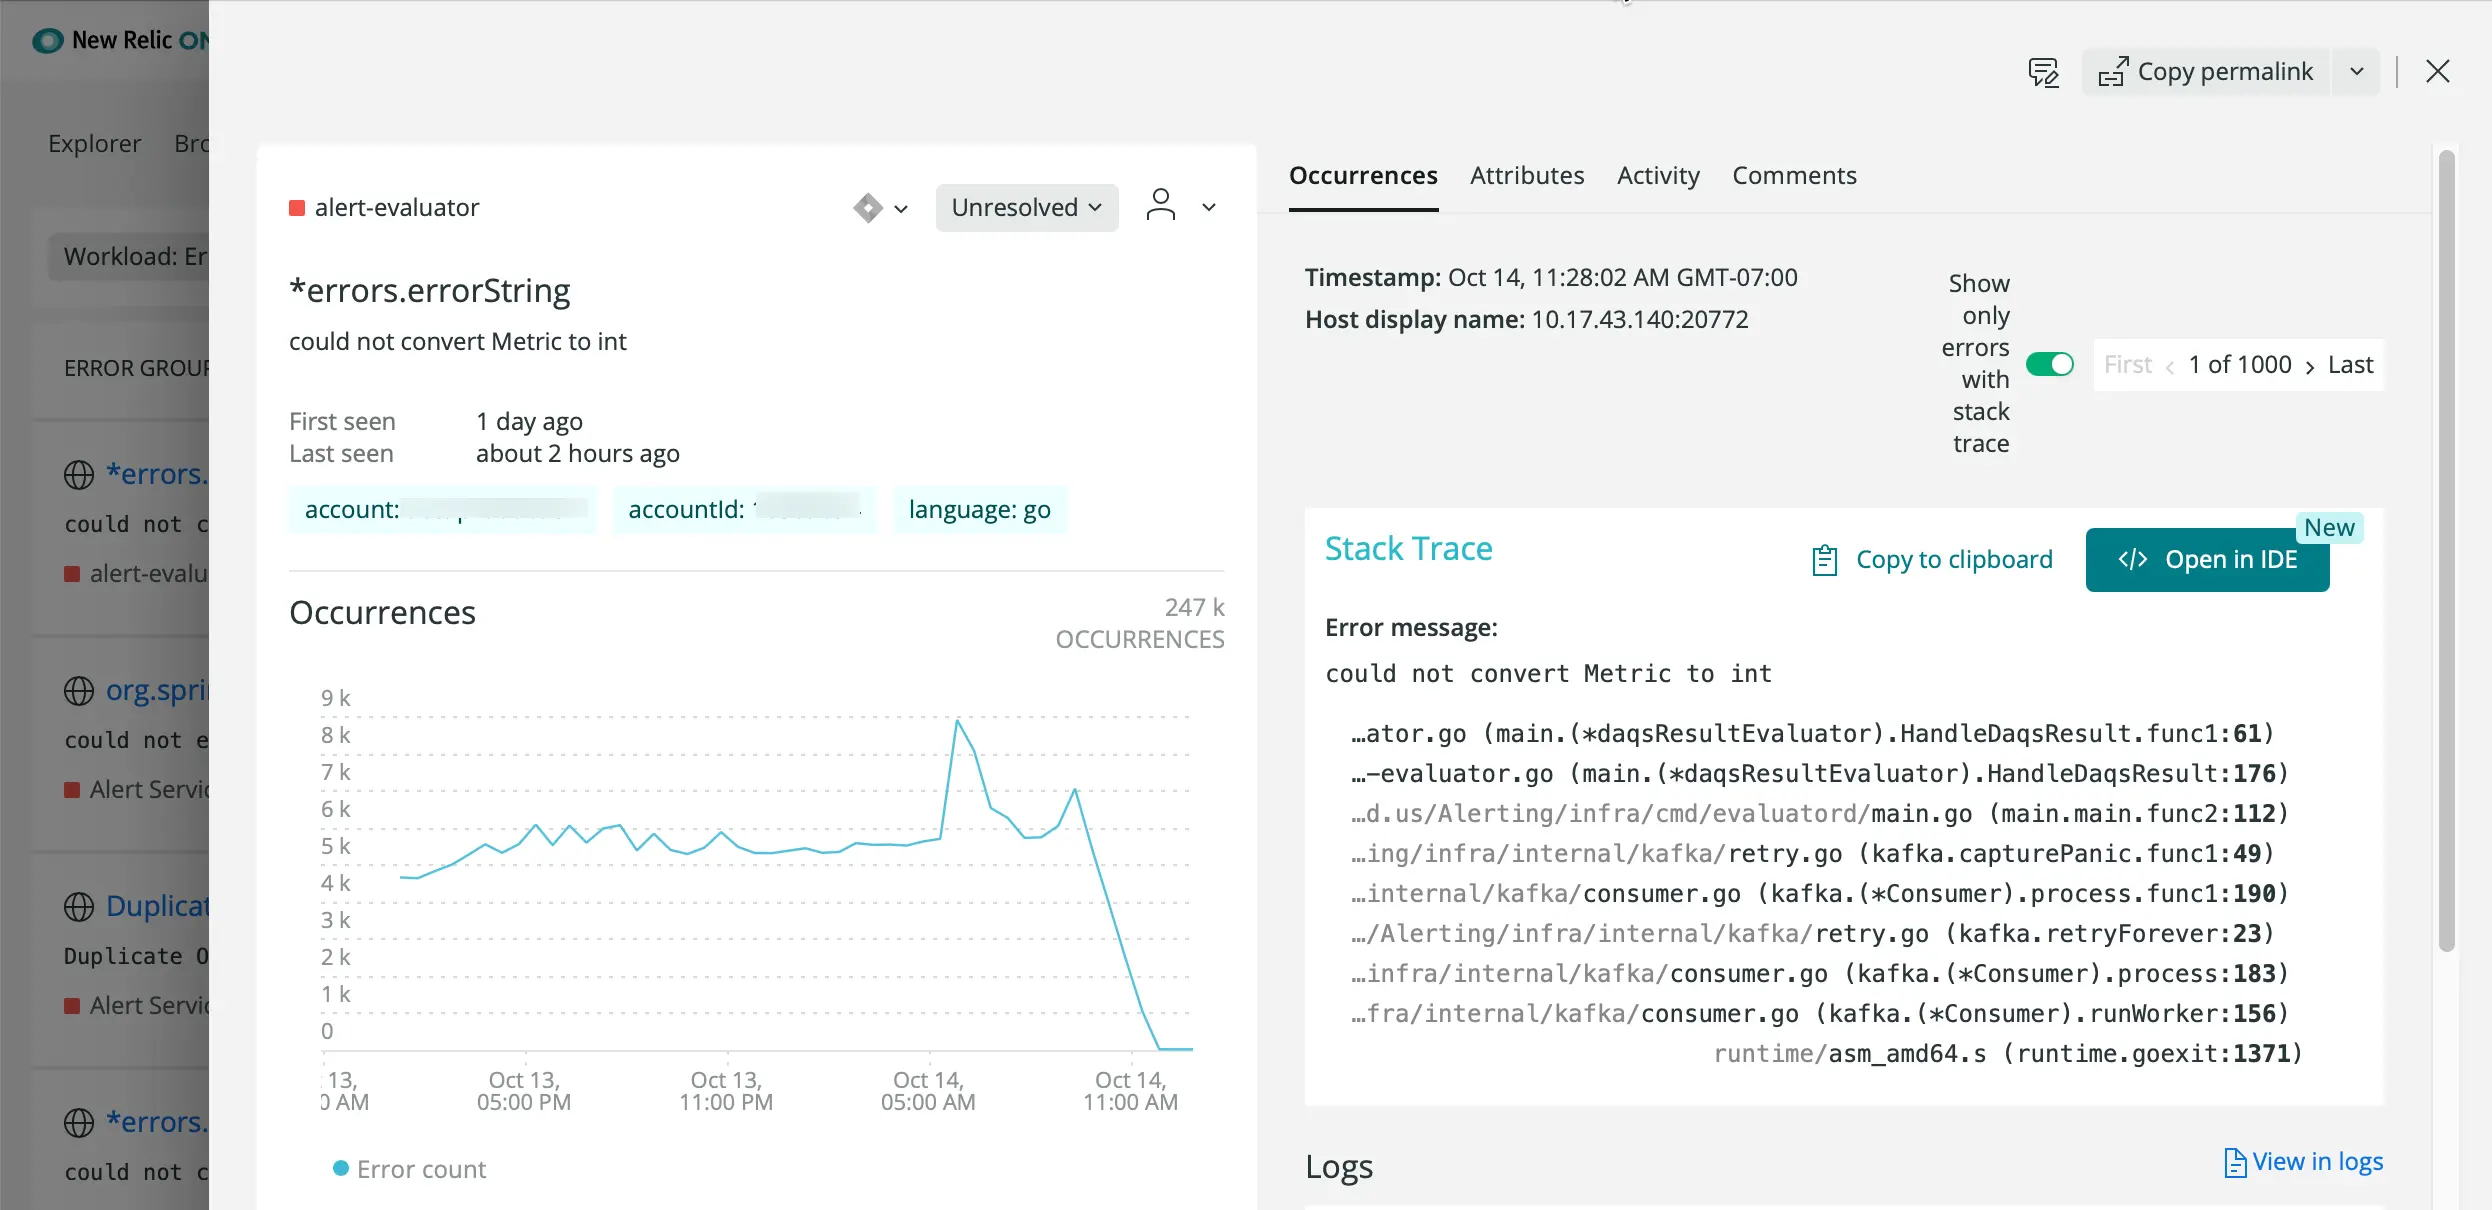 New Relic ON
Copy permalink
Explorer Bro
Workload: Er
ERROR GROUP
*errors.
could not c
alert-evalu
org.sprin
could not e
Alert Servic
Duplicat
Duplicate O
Alert Servic
*errors.
could not c
alert-evaluator
Unresolved
*errors.errorString
could not convert Metric to int
First seen 1 day ago
Last seen about 2 hours ago
account: accountId: language: go
Occurrences
247 k
OCCURRENCES
9 k
8 k
7 k
6 k
5 k
4 k
3 k
2 k
1 k
0
13, Oct 13, Oct 13, Oct 14, Oct 14,
0 AM 05:00 PM 11:00 PM 05:00 AM 11:00 AM
Error count
Occurrences Attributes Activity Comments
Timestamp: Oct 14, 11:28:02 AM GMT-07:00
Host display name: 10.17.43.140:20772
Show
only
errors
with
stack
trace
First ‹ 1 of 1000 › Last
Stack Trace
Copy to clipboard
</> Open in IDE
New
Error message:
could not convert Metric to int
…ator.go (main.(*daqsResultEvaluator).HandleDaqsResult.func1:61)
…-evaluator.go (main.(*daqsResultEvaluator).HandleDaqsResult:176)
…d.us/Alerting/infra/cmd/evaluatord/main.go (main.main.func2:112)
…ing/infra/internal/kafka/retry.go (kafka.capturePanic.func1:49)
…internal/kafka/consumer.go (kafka.(*Consumer).process.func1:190)
…/Alerting/infra/internal/kafka/retry.go (kafka.retryForever:23)
…infra/internal/kafka/consumer.go (kafka.(*Consumer).process:183)
…fra/internal/kafka/consumer.go (kafka.(*Consumer).runWorker:156)
runtime/asm_amd64.s (runtime.goexit:1371)
Logs
View in logs